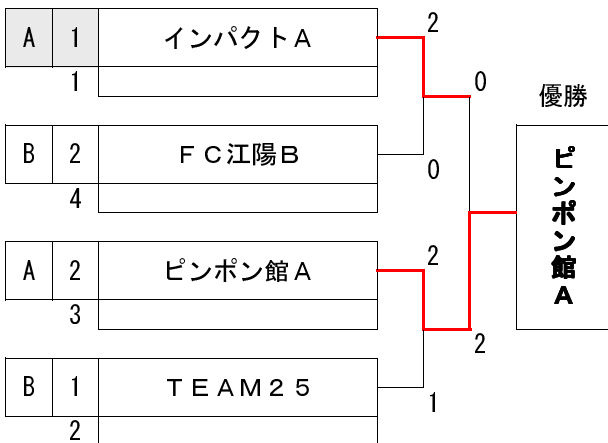 A 1 インパクトA 2
1
0
優勝
B 2 FC江陽B 0
4
ピンポン館A
A 2 ピンポン館A 2
3
2
B 1 TEAM25 1
2